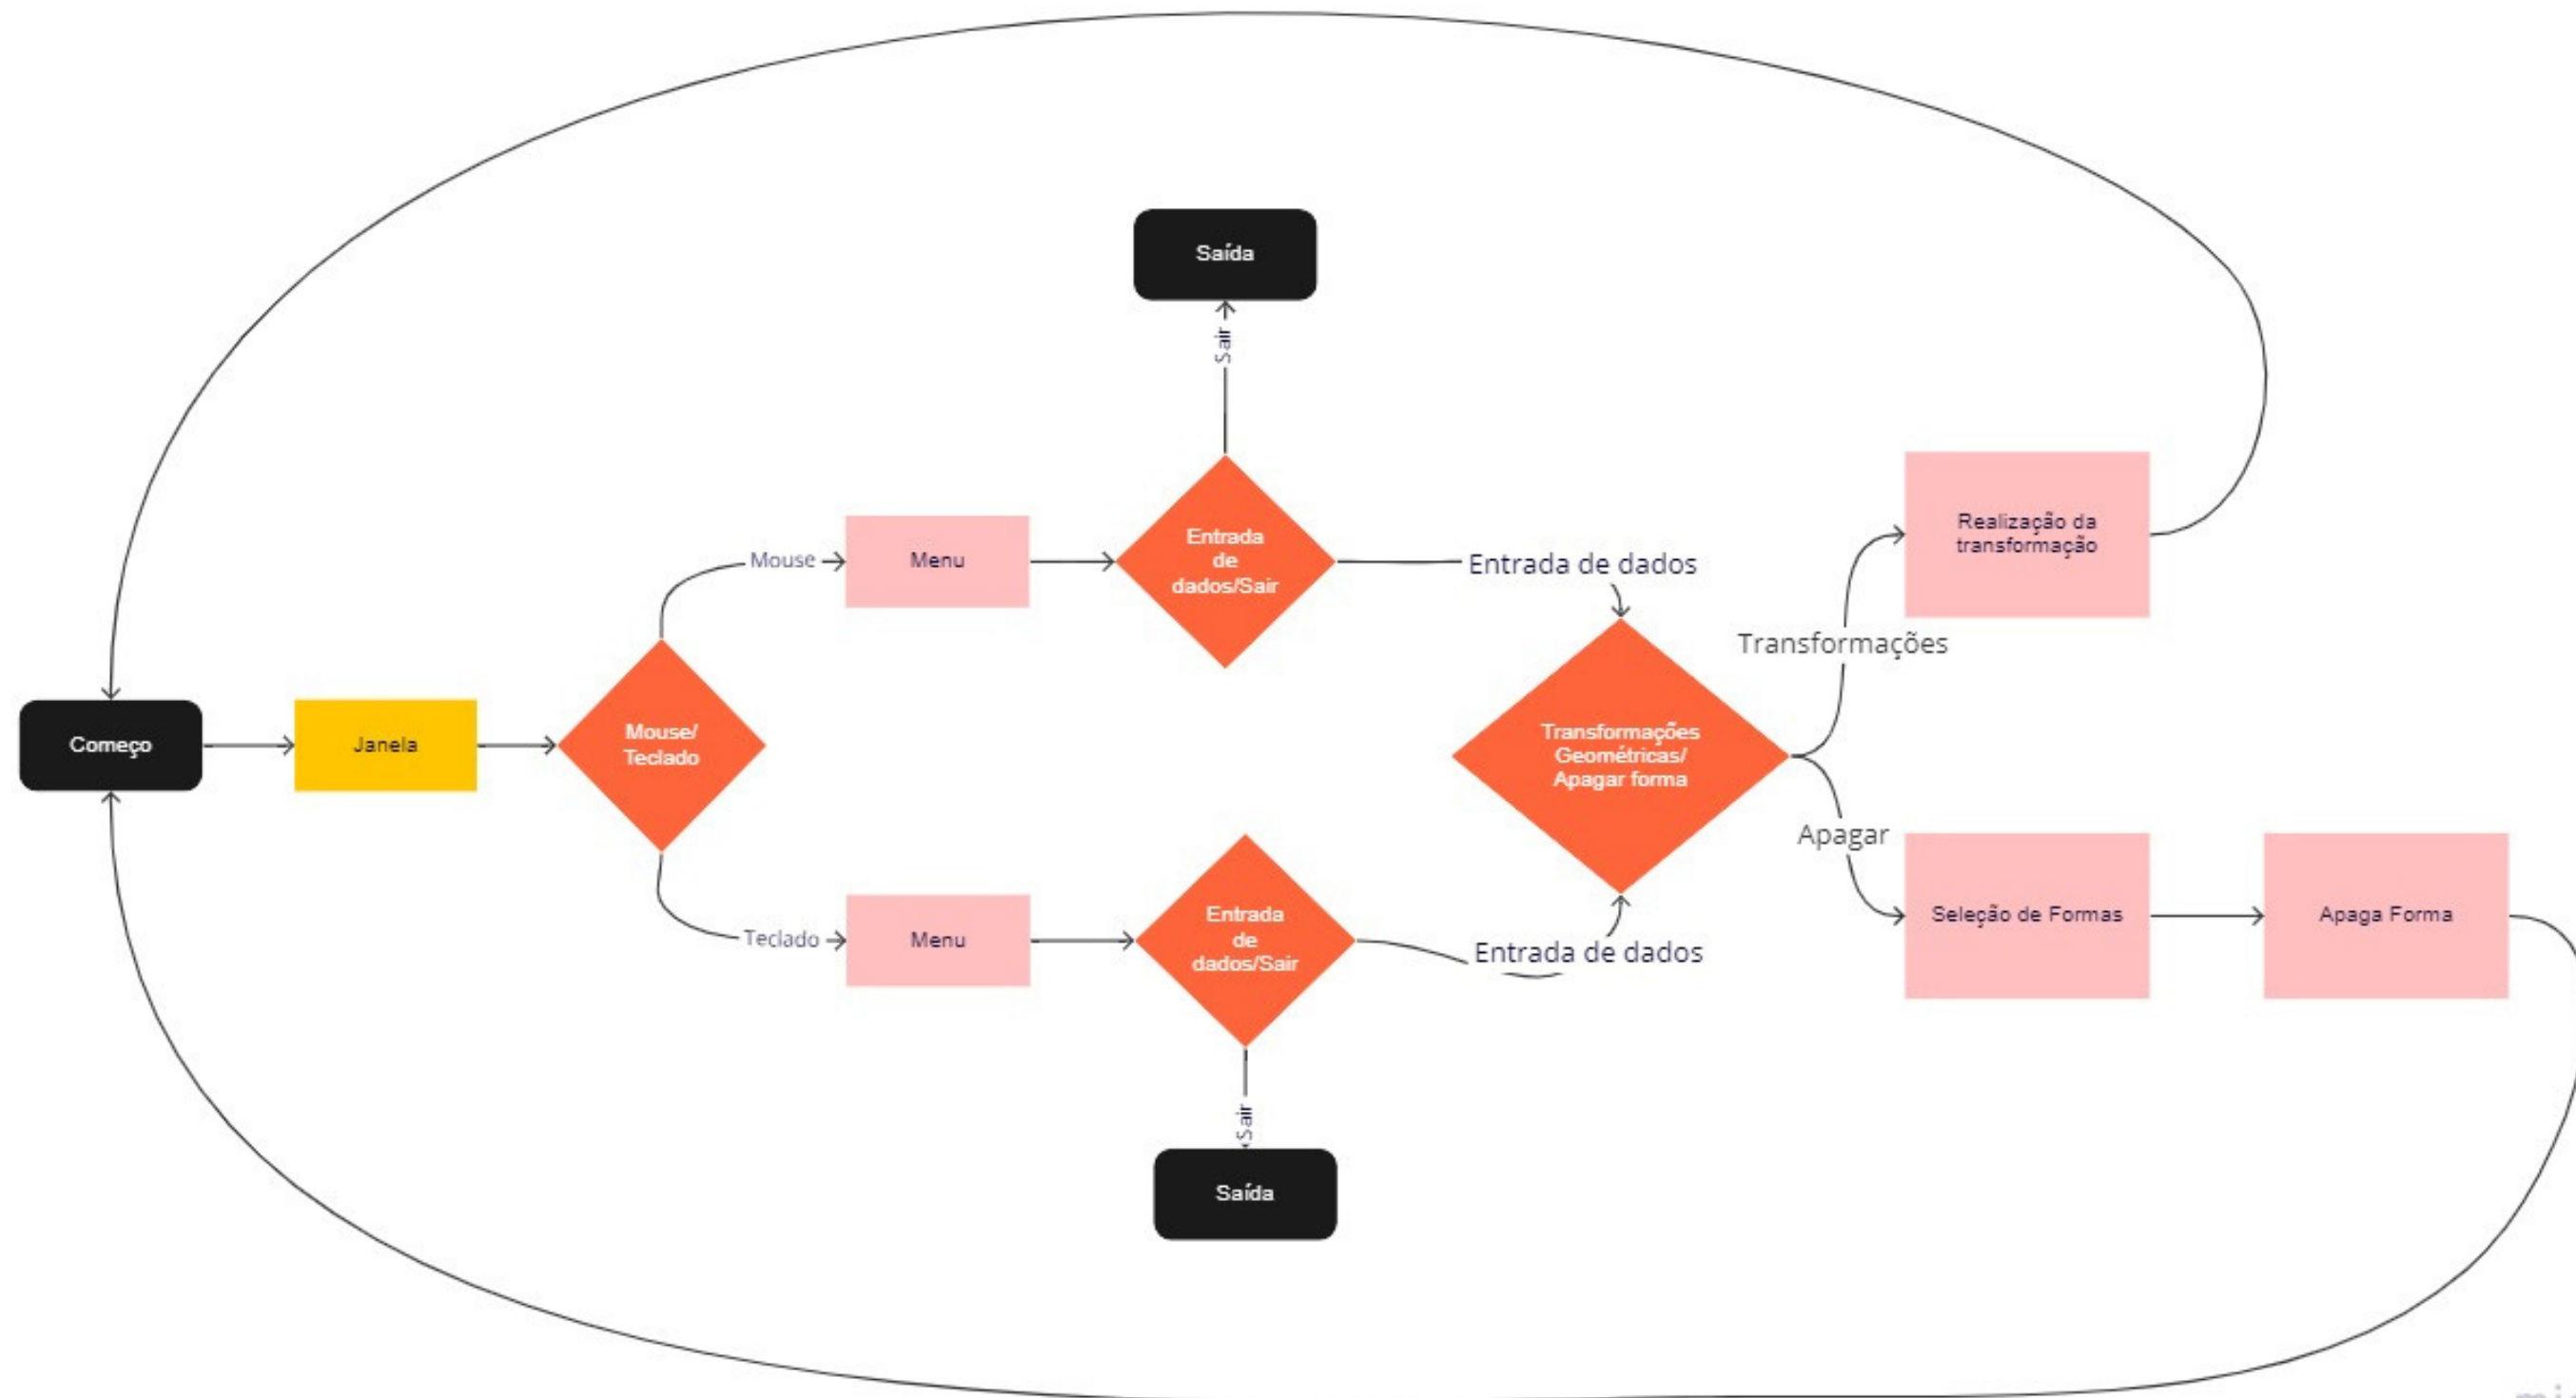 Saída
Sair
Entrada
de
dados/Sair
Mouse
Menu
Entrada de dados
Realização da
transformação
Transformações
Começo
Janela
Mouse/
Teclado
Transformações
Geométricas/
Apagar forma
Apagar
Teclado
Menu
Entrada
de
dados/Sair
Entrada de dados
Seleção de Formas
Apaga Forma
Sair
Saída